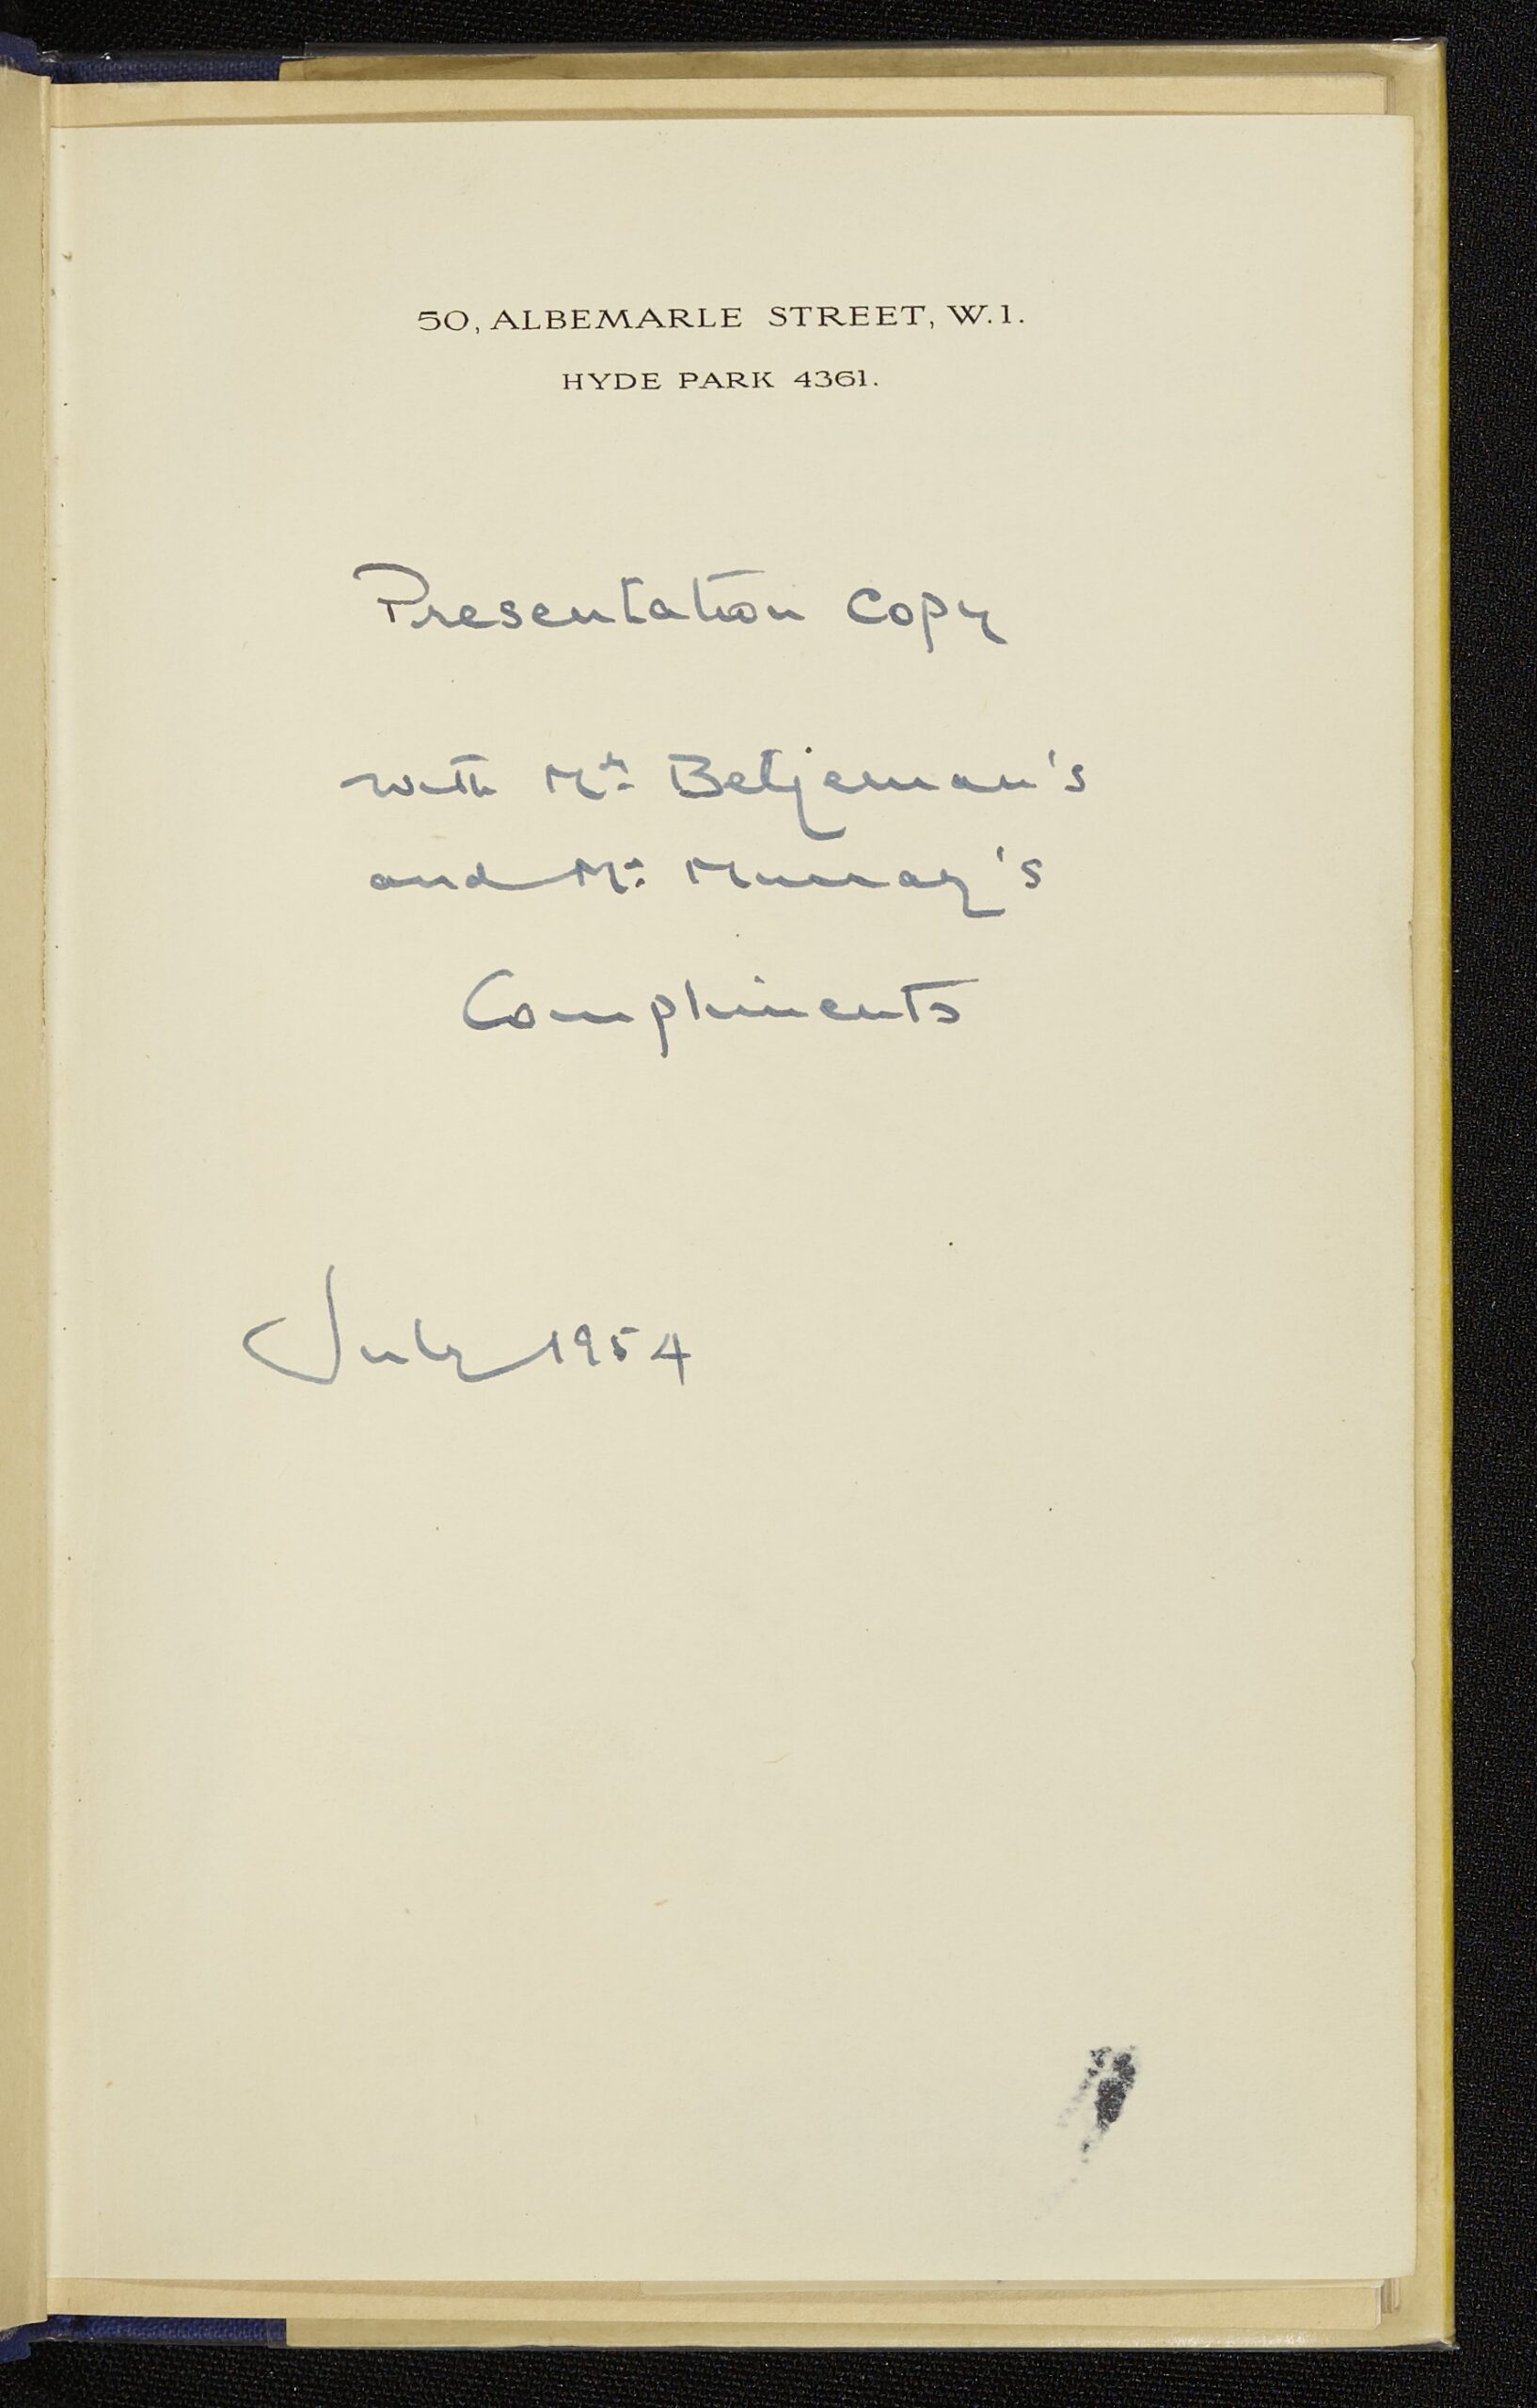 50, ALBEMARLE STREET, W.1.
HYDE PARK 4361.
Presentation Copy
with Mr. Betjeman's
and Mr. Murray's
Compliments
July 1954